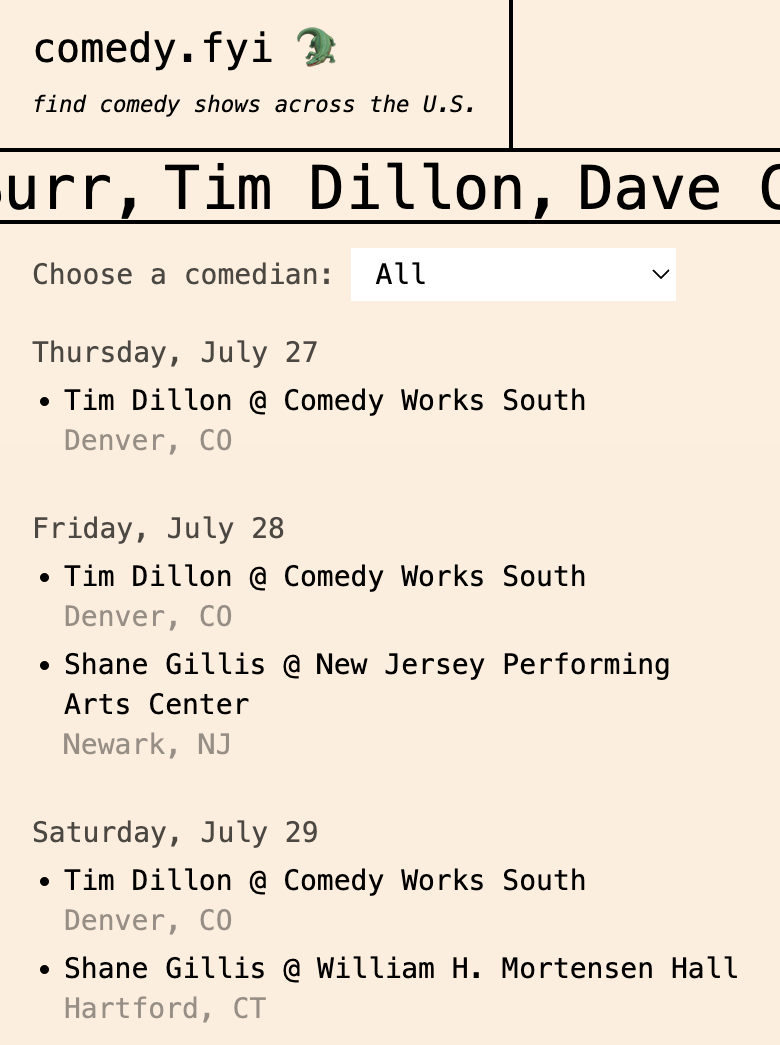 comedy.fyi 🐊
find comedy shows across the U.S.
urr, Tim Dillon, Dave
Choose a comedian: All
Thursday, July 27
• Tim Dillon @ Comedy Works South
Denver, CO
Friday, July 28
• Tim Dillon @ Comedy Works South
Denver, CO
• Shane Gillis @ New Jersey Performing
Arts Center
Newark, NJ
Saturday, July 29
• Tim Dillon @ Comedy Works South
Denver, CO
• Shane Gillis @ William H. Mortensen Hall
Hartford, CT